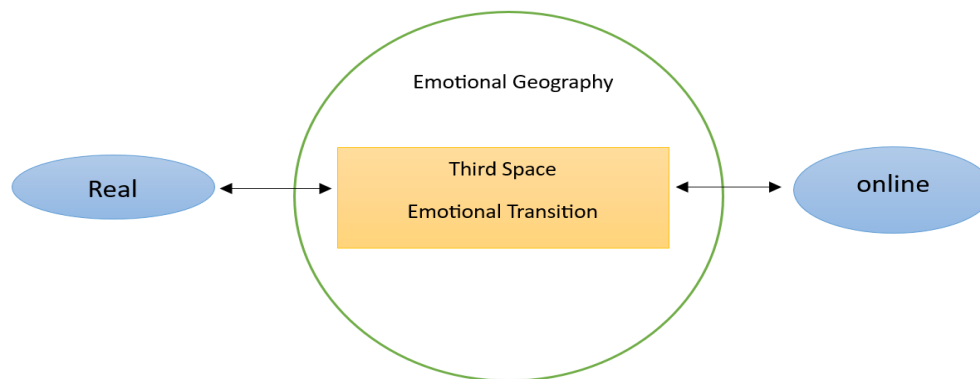 Emotional Geography
Third Space
Emotional Transition
Real
online